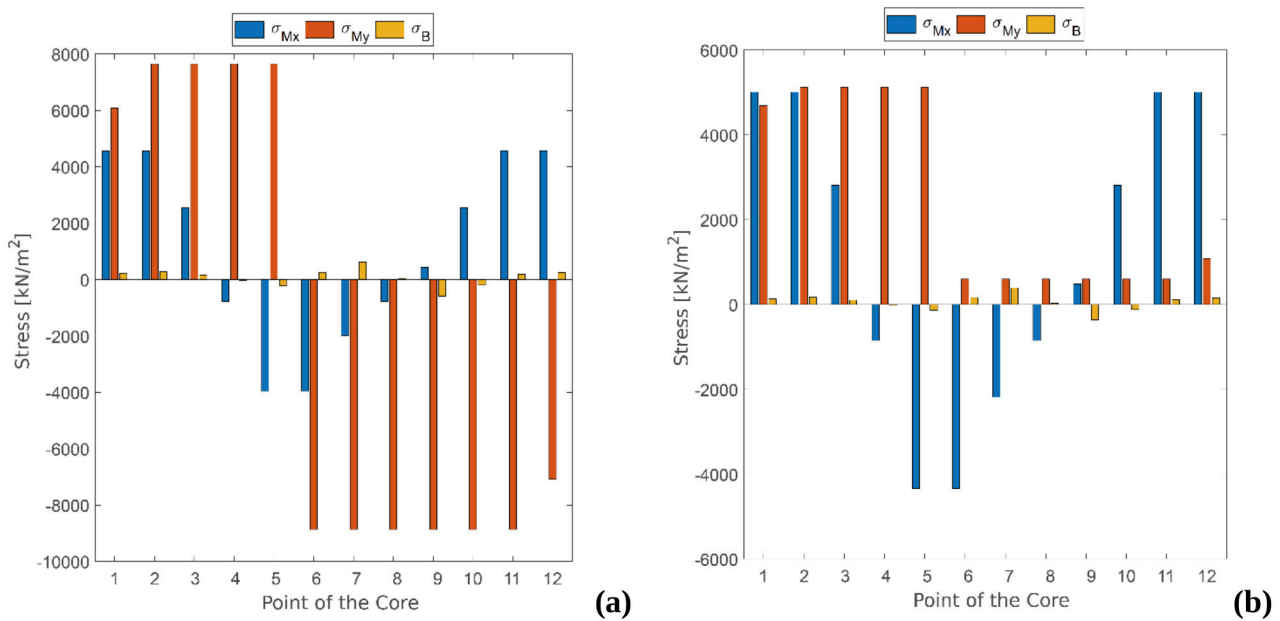 σMx σMy σB
8000
6000
4000
2000
0
-2000
-4000
-6000
-8000
-10000
Stress [kN/m²]
1 2 3 4 5 6 7 8 9 10 11 12
Point of the Core
(a)
σMx σMy σB
6000
4000
2000
0
-2000
-4000
-6000
Stress [kN/m²]
1 2 3 4 5 6 7 8 9 10 11 12
Point of the Core
(b)